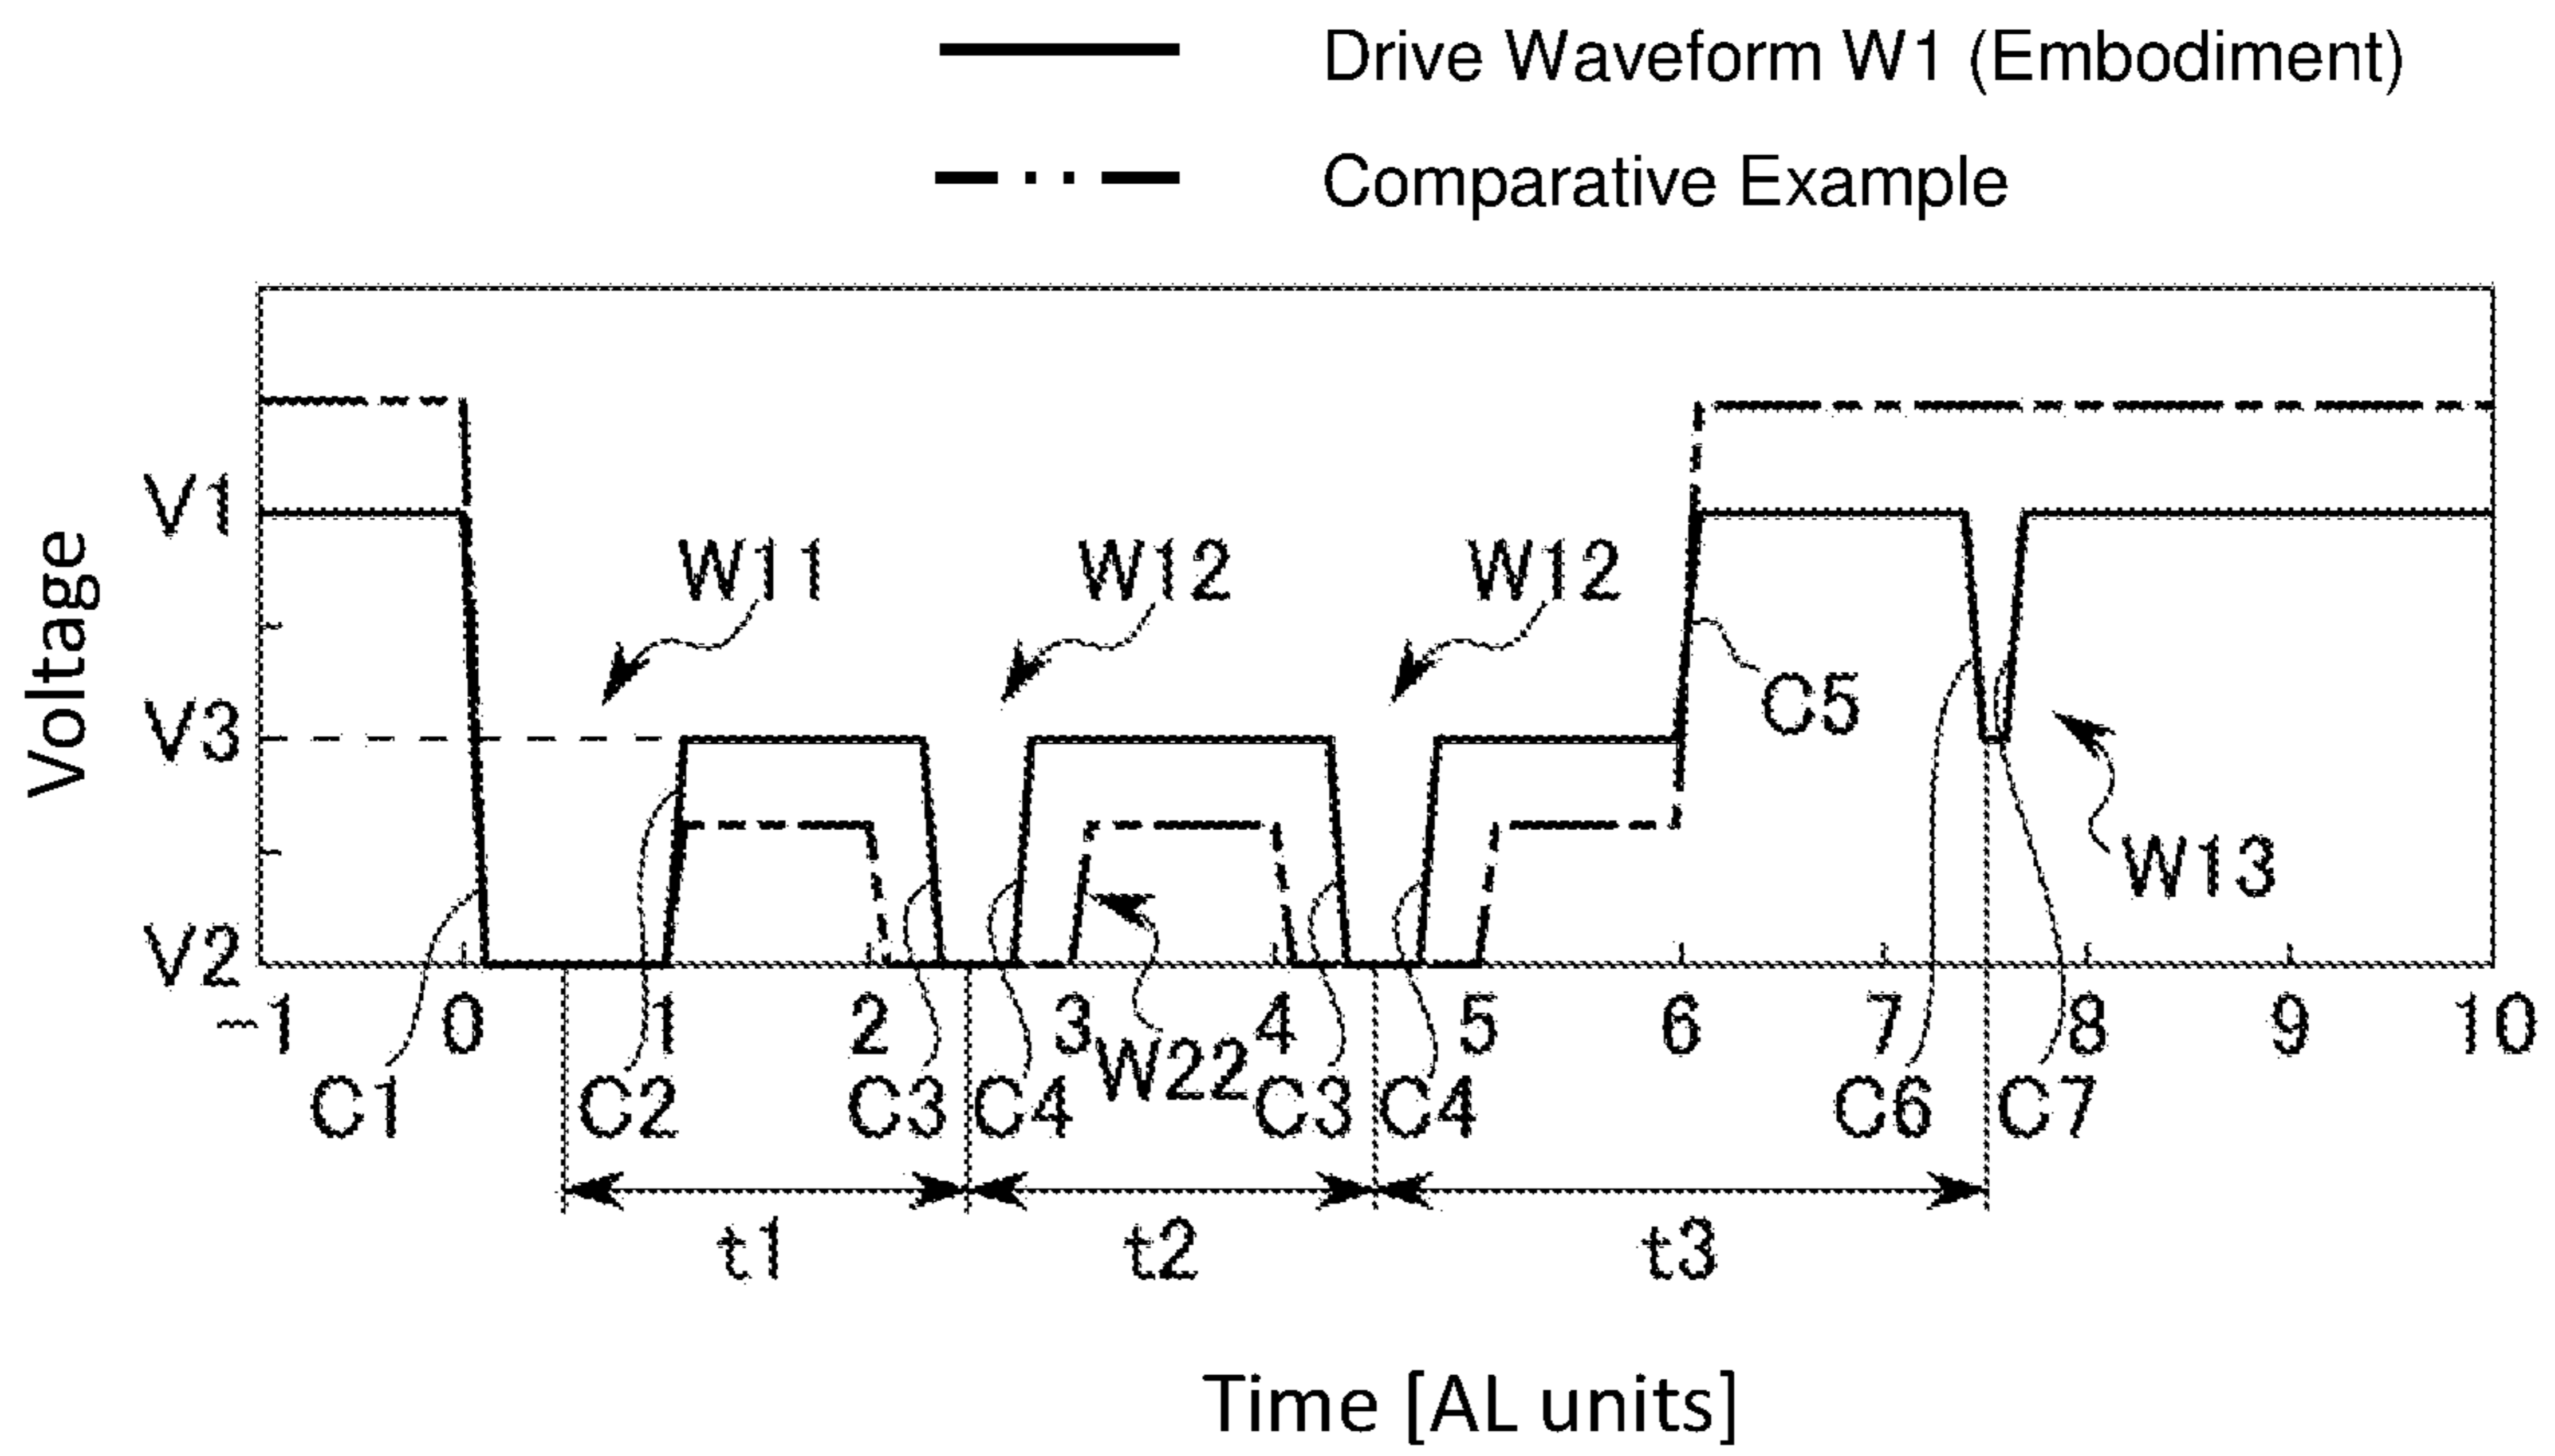 Drive Waveform W1 (Embodiment)
Comparative Example
Voltage
V1
V3
V2
W11
W12
W12
C5
W13
-1
0
1
2
3
4
5
6
7
8
9
10
W22
C1
C2
C3
C4
C3
C4
C6
C7
t1
t2
t3
Time [AL units]